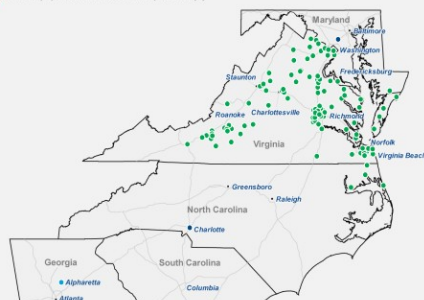 Maryland
Baltimore
Washington
Fredericksburg
Staunton
Charlottesville
Roanoke
Richmond
Norfolk
Virginia
Virginia Beach
Greensboro
Raleigh
North Carolina
Charlotte
Georgia
South Carolina
Alpharetta
Columbia
Atlanta